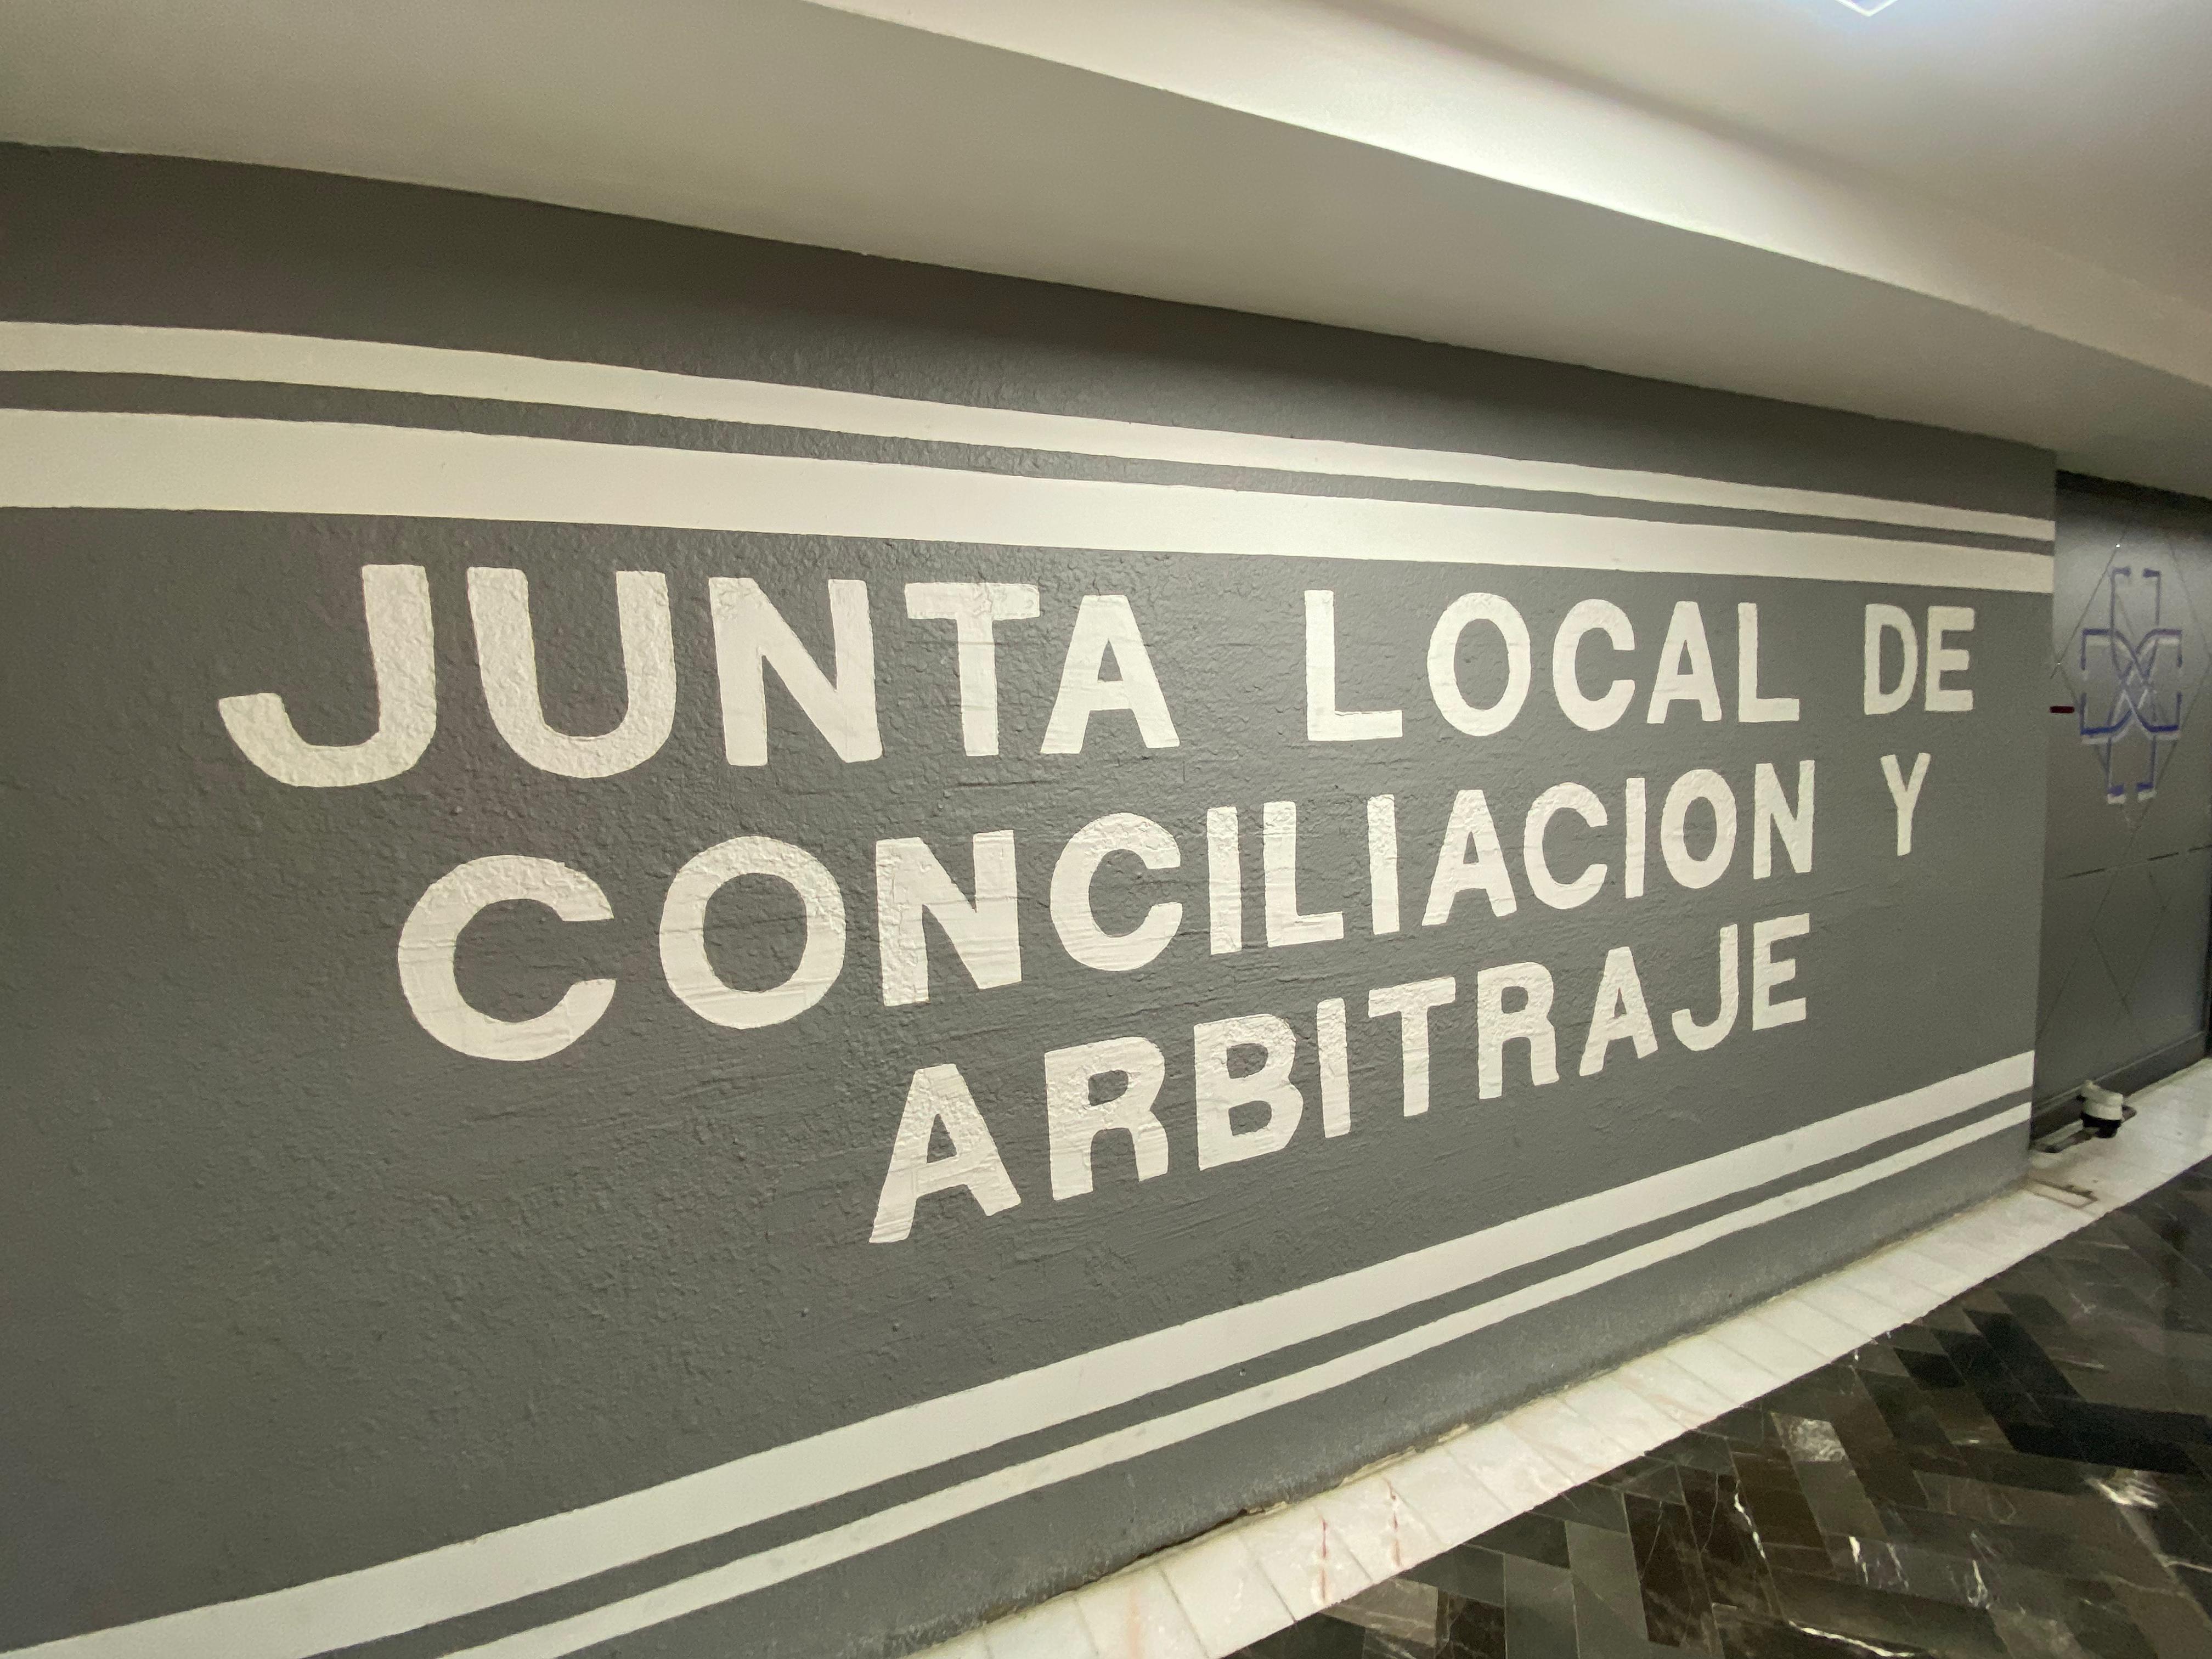 JUNTA LOCAL DE
CONCILIACION Y
ARBITRAJE